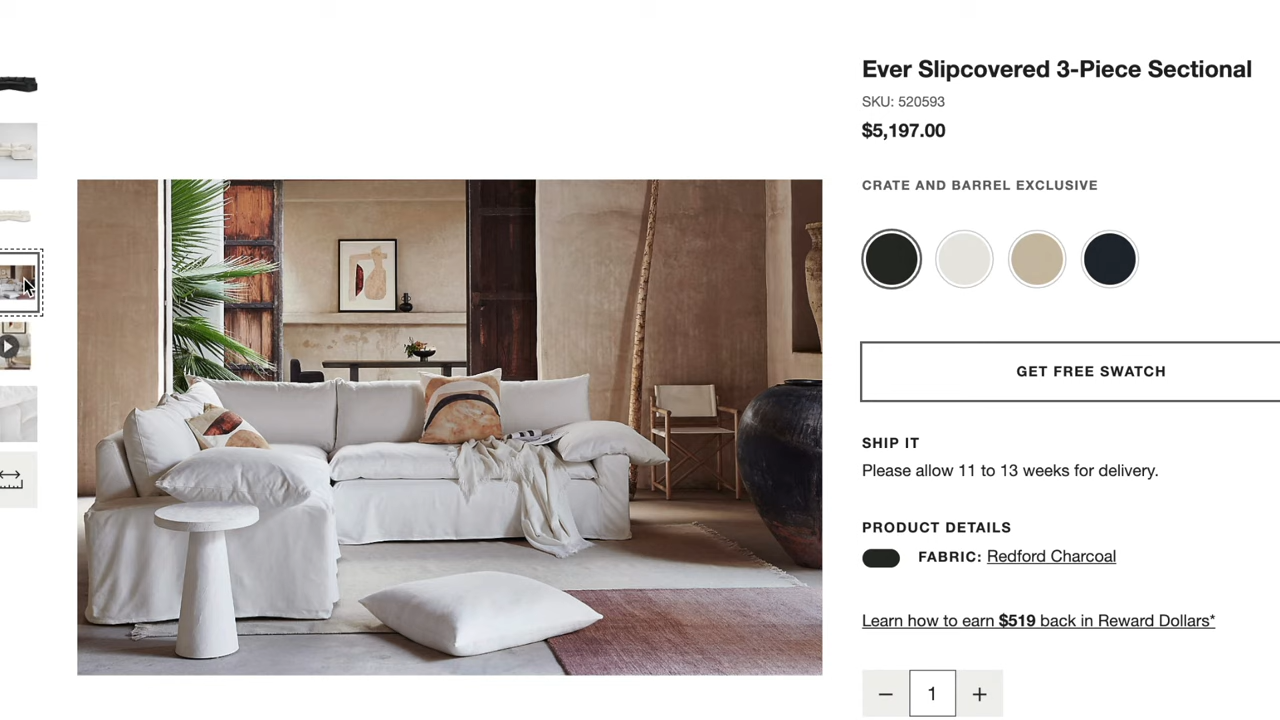 Ever Slipcovered 3-Piece Sectional
SKU: 520593
$5,197.00
CRATE AND BARREL EXCLUSIVE
GET FREE SWATCH
SHIP IT
Please allow 11 to 13 weeks for delivery.
PRODUCT DETAILS
FABRIC: Redford Charcoal
Learn how to earn $519 back in Reward Dollars*
− 1 +